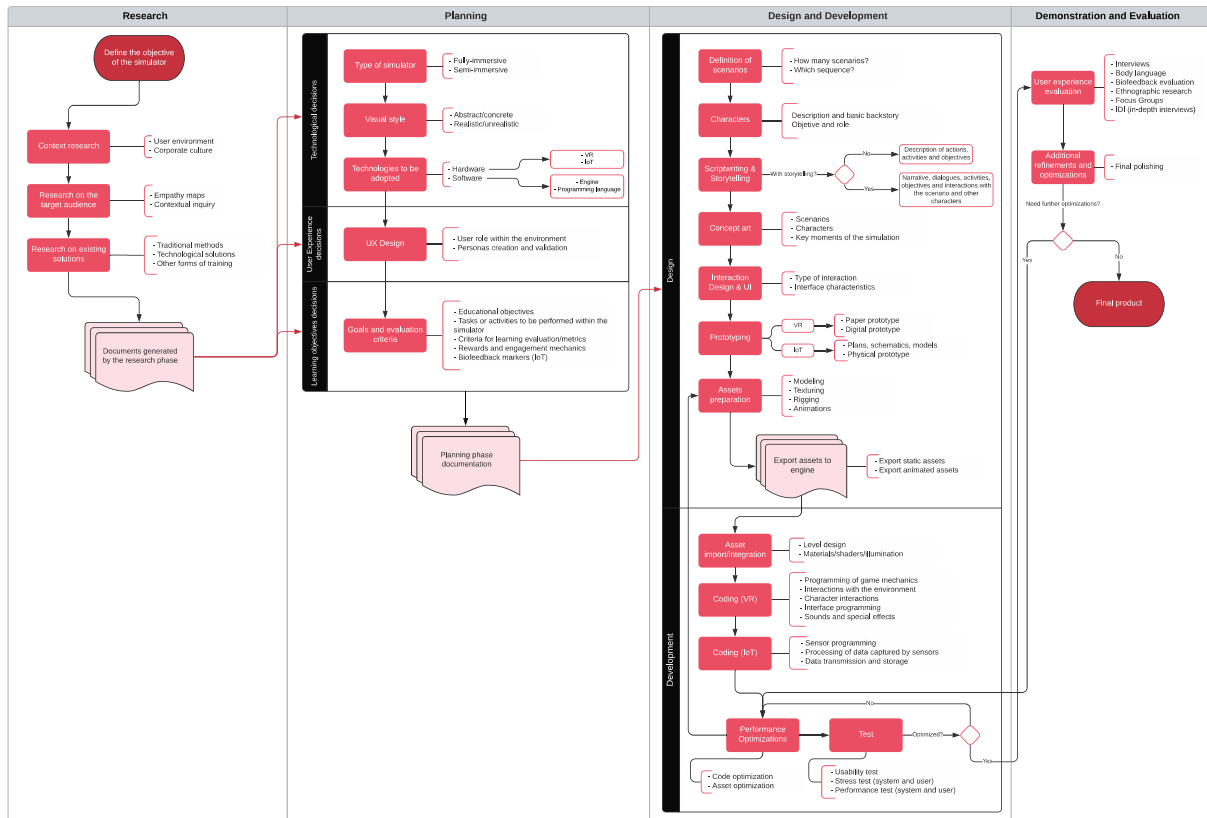 Research
Planning
Design and Development
Demonstration and Evaluation
Define the objective
of the simulator
Context research
- User environment
- Corporate culture
Research on the
target audience
- Empathy maps
- Contextual inquiry
Research on existing
solutions
- Traditional methods
- Technological solutions
- Other forms of training
Documents generated
by the research phase
Technological decisions
Type of simulator
- Fully-immersive
- Semi-immersive
Visual style
- Abstract/concrete
- Realistic/unrealistic
Technologies to be
adopted
- Hardware
- Software
- VR
- IoT
- Engine
- Programming language
User Experience
decisions
UX Design
- User role within the environment
- Personas creation and validation
Learning objectives decisions
Goals and evaluation
criteria
- Educational objectives
- Tasks or activities to be performed within the
simulator
- Criteria for learning evaluation/metrics
- Rewards and engagement mechanics
- Biofeedback markers (IoT)
Planning phase
documentation
Design
Definition of
scenarios
- How many scenarios?
- Which sequence?
Characters
Description and basic backstory
Objetive and role
Scriptwriting &
Storytelling
With storytelling?
No
Description of actions,
activities and objectives
Yes
Narrative, dialogues, activities,
objectives and interactions with
the scenario and other
characters
Concept art
- Scenarios
- Characters
- Key moments of the simulation
Interaction
Design & UI
- Type of interaction
- Interface characteristics
Prototyping
VR
- Paper prototype
- Digital prototype
IoT
- Plans, schematics, models
- Physical prototype
Assets
preparation
- Modeling
- Texturing
- Rigging
- Animations
Export assets to
engine
- Export static assets
- Export animated assets
Development
Asset
import/integration
- Level design
- Materials/shaders/illumination
Coding (VR)
- Programming of game mechanics
- Interactions with the environment
- Character interactions
- Interface programming
- Sounds and special effects
Coding (IoT)
- Sensor programming
- Processing of data captured by sensors
- Data transmission and storage
No
Performance
Optimizations
Test
Optimized?
Yes
- Code optimization
- Asset optimization
- Usability test
- Stress test (system and user)
- Performance test (system and user)
User experience
evaluation
- Interviews
- Body language
- Biofeedback evaluation
- Ethnographic research
- Focus Groups
- IDI (in-depth interviews)
Additional
refinements and
optimizations
- Final polishing
Need further optimizations?
Yes
No
Final product